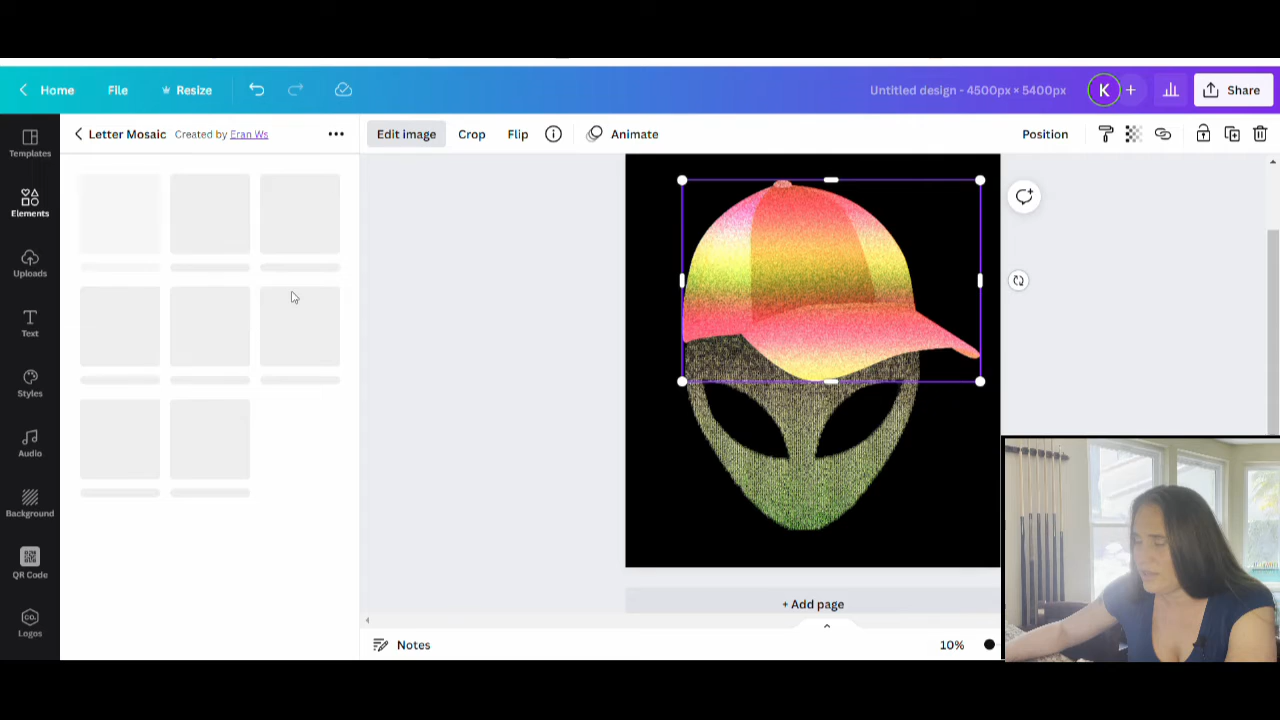 Home
File
Resize
Untitled design - 4500px × 5400px
K
+
Share
Templates
Letter Mosaic
Created by Eran Ws
Edit image
Crop
Flip
Animate
Position
Elements
Uploads
Text
Styles
Audio
Background
QR Code
CO.
Logos
+ Add page
Notes
10%